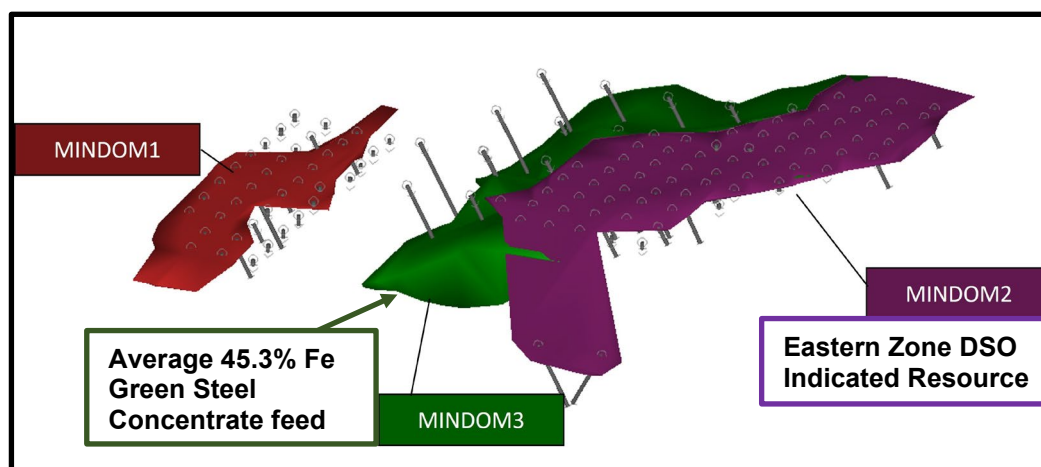 MINDOM1
MINDOM2
Average 45.3% Fe
Green Steel
Concentrate feed
Eastern Zone DSO
Indicated Resource
MINDOM3